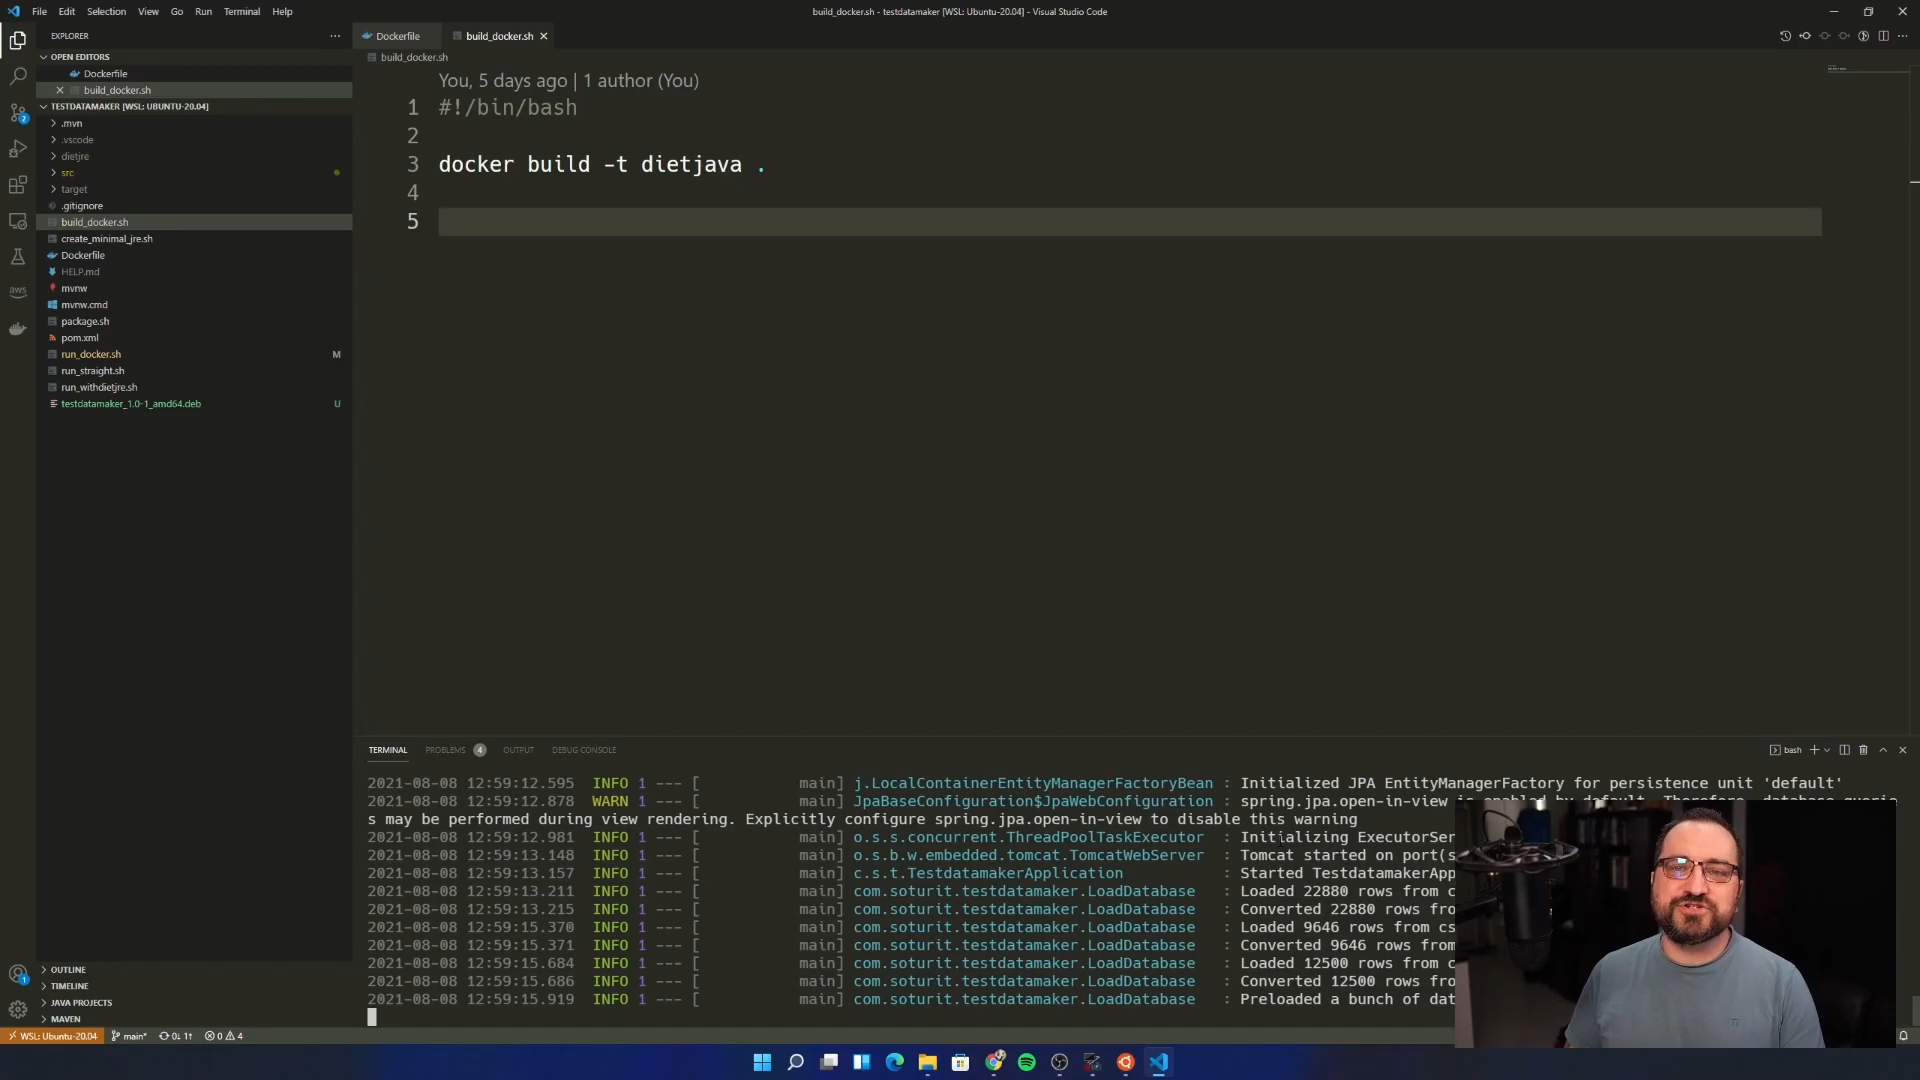 File Edit Selection View Go Run Terminal Help
build_docker.sh - testdatamaker [WSL: Ubuntu-20.04] - Visual Studio Code
EXPLORER
OPEN EDITORS
Dockerfile
build_docker.sh
TESTDATAMAKER [WSL: UBUNTU-20.04]
.mvn
.vscode
dietjre
src
target
.gitignore
build_docker.sh
create_minimal_jre.sh
Dockerfile
HELP.md
mvnw
mvnw.cmd
package.sh
pom.xml
run_docker.sh M
run_straight.sh
run_withdietjre.sh
testdatamaker_1.0-1_amd64.deb U
OUTLINE
TIMELINE
JAVA PROJECTS
MAVEN
2
aws
1
Dockerfile build_docker.sh
build_docker.sh
You, 5 days ago | 1 author (You)
1 #!/bin/bash
2
3 docker build -t dietjava .
4
5
TERMINAL PROBLEMS 4 OUTPUT DEBUG CONSOLE
bash
2021-08-08 12:59:12.595 INFO 1 --- [ main] j.LocalContainerEntityManagerFactoryBean : Initialized JPA EntityManagerFactory for persistence unit 'default'
2021-08-08 12:59:12.878 WARN 1 --- [ main] JpaBaseConfiguration$JpaWebConfiguration : spring.jpa.open-in-view is enabled by default. Therefore, database querie
s may be performed during view rendering. Explicitly configure spring.jpa.open-in-view to disable this warning
2021-08-08 12:59:12.981 INFO 1 --- [ main] o.s.s.concurrent.ThreadPoolTaskExecutor : Initializing ExecutorSer
2021-08-08 12:59:13.148 INFO 1 --- [ main] o.s.b.w.embedded.tomcat.TomcatWebServer : Tomcat started on port(s
2021-08-08 12:59:13.157 INFO 1 --- [ main] c.s.t.TestdatamakerApplication : Started TestdatamakerApp
2021-08-08 12:59:13.211 INFO 1 --- [ main] com.soturit.testdatamaker.LoadDatabase : Loaded 22880 rows from c
2021-08-08 12:59:13.215 INFO 1 --- [ main] com.soturit.testdatamaker.LoadDatabase : Converted 22880 rows fro
2021-08-08 12:59:15.370 INFO 1 --- [ main] com.soturit.testdatamaker.LoadDatabase : Loaded 9646 rows from cs
2021-08-08 12:59:15.371 INFO 1 --- [ main] com.soturit.testdatamaker.LoadDatabase : Converted 9646 rows from
2021-08-08 12:59:15.684 INFO 1 --- [ main] com.soturit.testdatamaker.LoadDatabase : Loaded 12500 rows from c
2021-08-08 12:59:15.686 INFO 1 --- [ main] com.soturit.testdatamaker.LoadDatabase : Converted 12500 rows fro
2021-08-08 12:59:15.919 INFO 1 --- [ main] com.soturit.testdatamaker.LoadDatabase : Preloaded a bunch of dat
WSL: Ubuntu-20.04 main* 0↓ 1↑ 0 4